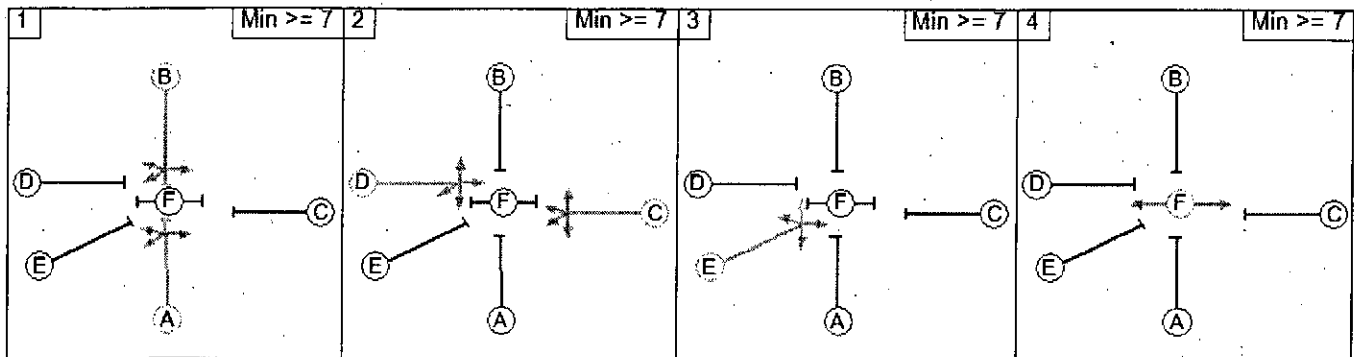 1 Min >= 7 2 Min >= 7 3 Min >= 7 4 Min >= 7
B B B B
D F C D F C D F C D F C
E E E E
A A A A